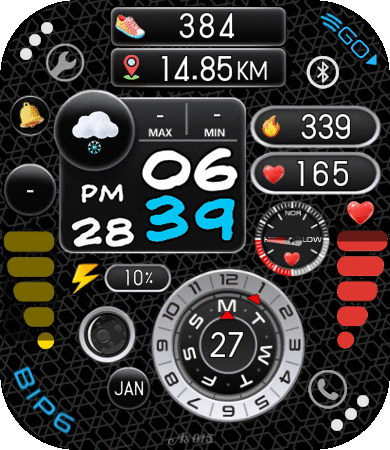 384
EGO
14.85KM
- -
MAX MIN
339
06
-
165
PM
28 39
NOR
LOW
10%
12 1 2 3 4 5 6 7 8 9 10 11
S M T W T F S
27
JAN
BIP6